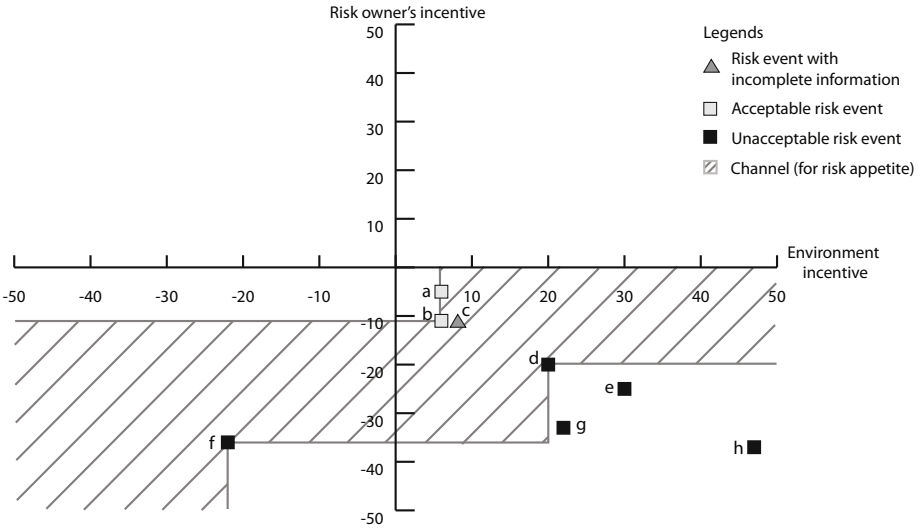 Risk owner's incentive
50
40
30
20
10
-10
-20
-30
-40
-50
Legends
Risk event with
incomplete information
Acceptable risk event
Unacceptable risk event
Channel (for risk appetite)
Environment
incentive
-50 -40 -30 -20 -10 10 20 30 40 50
a
b c
d
e
f g
h